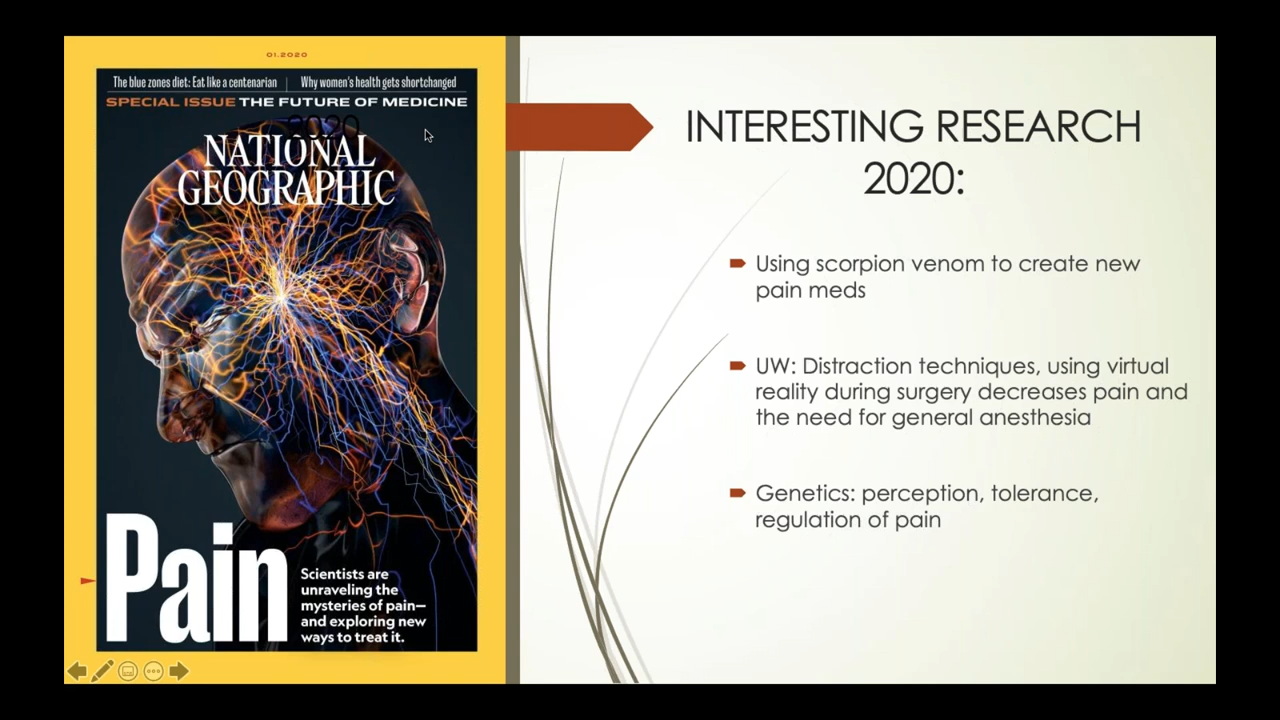 01.2020
The blue zones diet: Eat like a centenarian | Why women's health gets shortchanged
SPECIAL ISSUE THE FUTURE OF MEDICINE
2020
NATIONAL
GEOGRAPHIC
Pain
Scientists are
unraveling the
mysteries of pain—
and exploring new
ways to treat it.
INTERESTING RESEARCH
2020:
Using scorpion venom to create new
pain meds
UW: Distraction techniques, using virtual
reality during surgery decreases pain and
the need for general anesthesia
Genetics: perception, tolerance,
regulation of pain